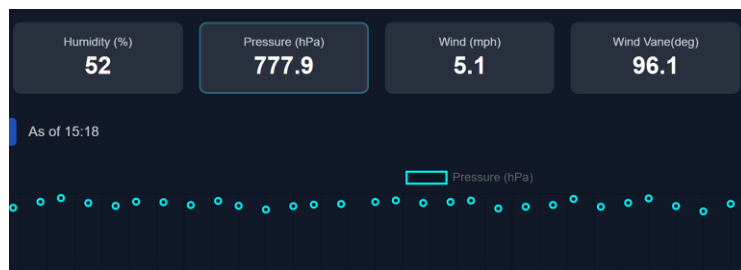 Humidity (%)
52
Pressure (hPa)
777.9
Wind (mph)
5.1
Wind Vane(deg)
96.1
As of 15:18
Pressure (hPa)